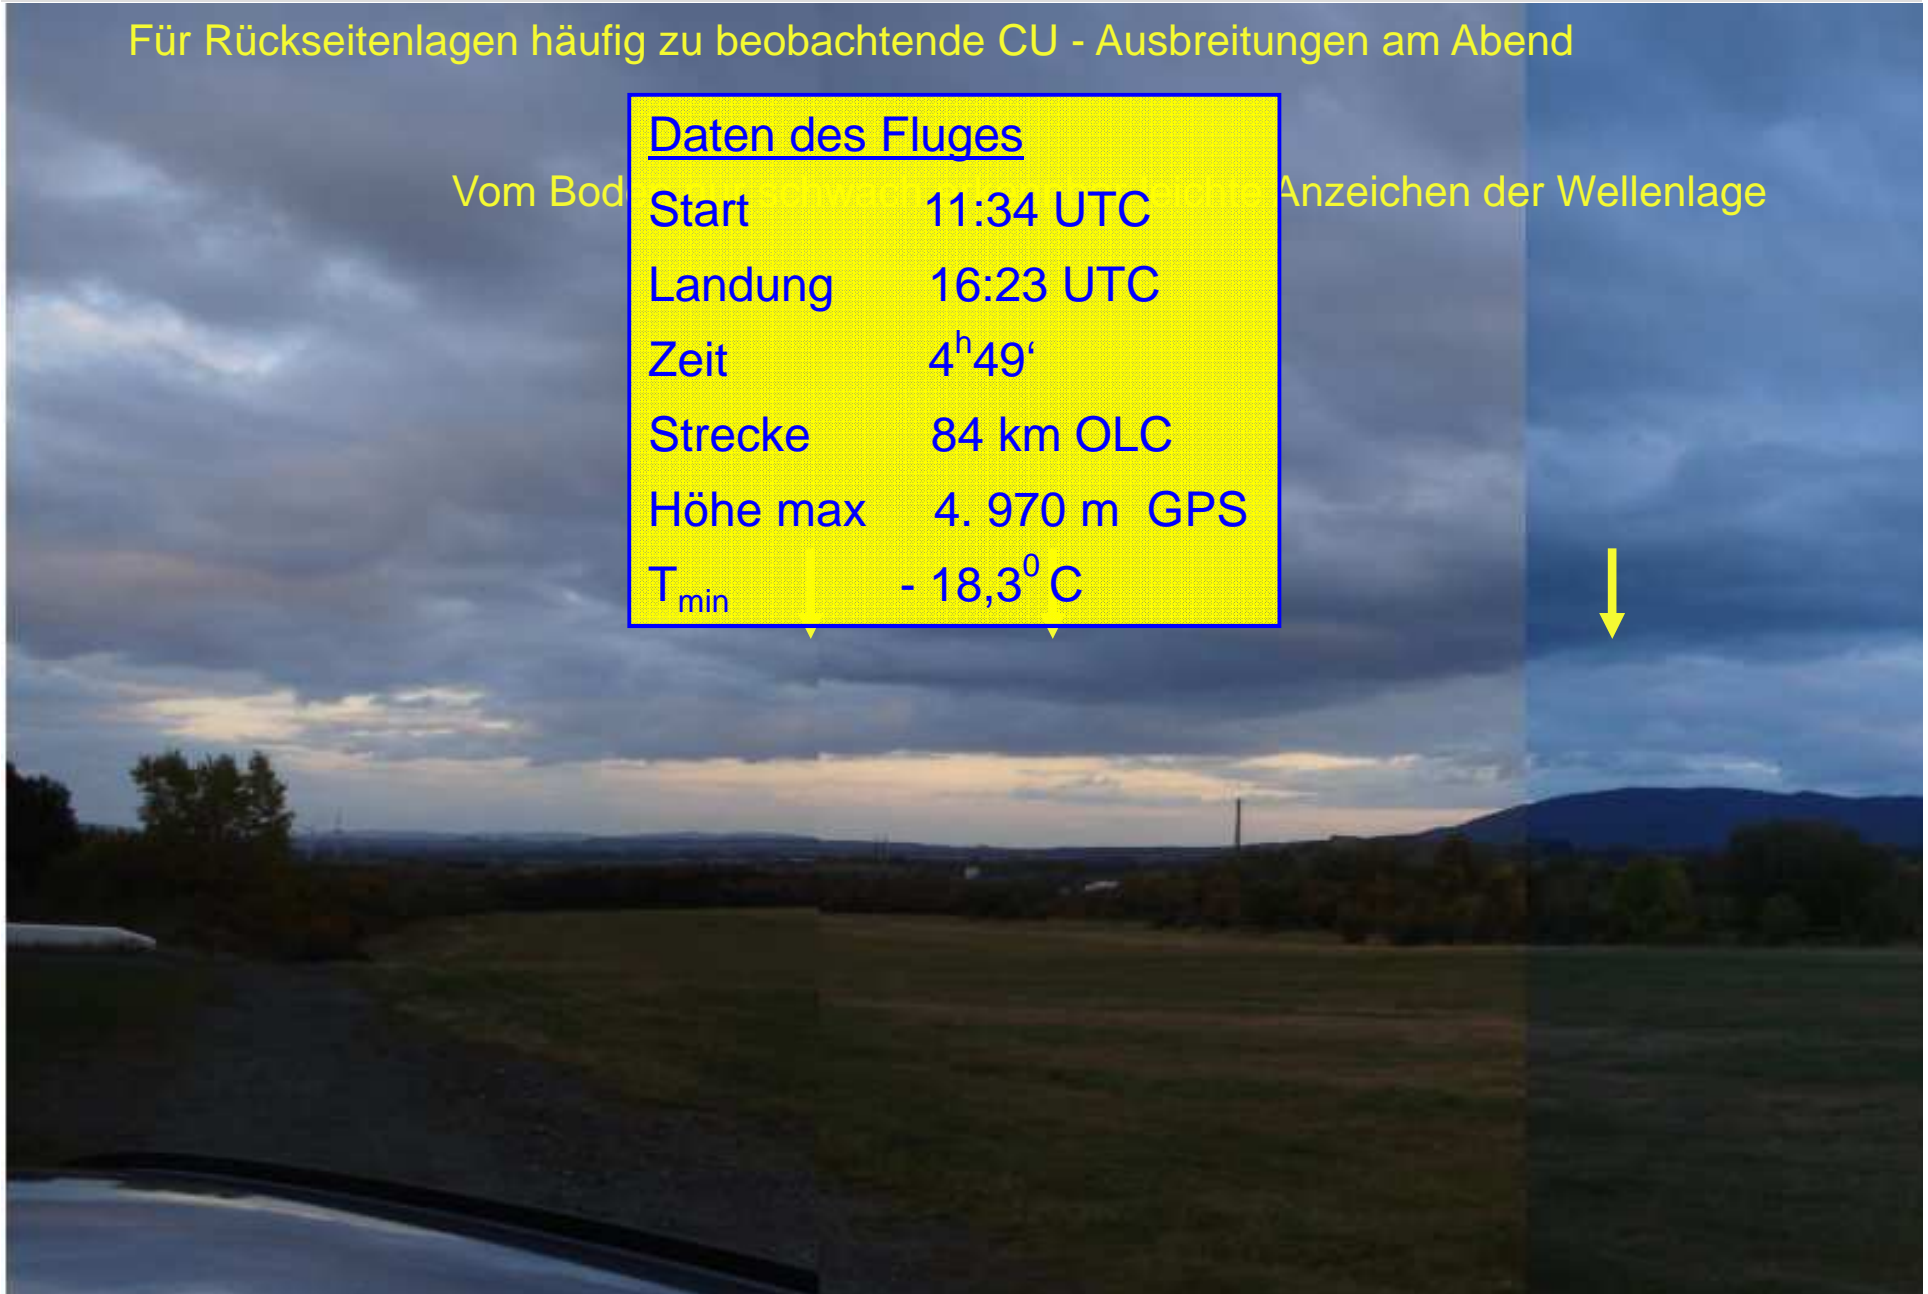 Für Rückseitenlagen häufig zu beobachtende CU - Ausbreitungen am Abend
Daten des Fluges
Vom leichte Anzeichen der Wellenlage
Start 11:34 UTC
Landung 16:23 UTC
Zeit 4ʰ49‘
Strecke 84 km OLC
Höhe max 4. 970 m GPS
Tₘᵢₙ - 18,3⁰ C